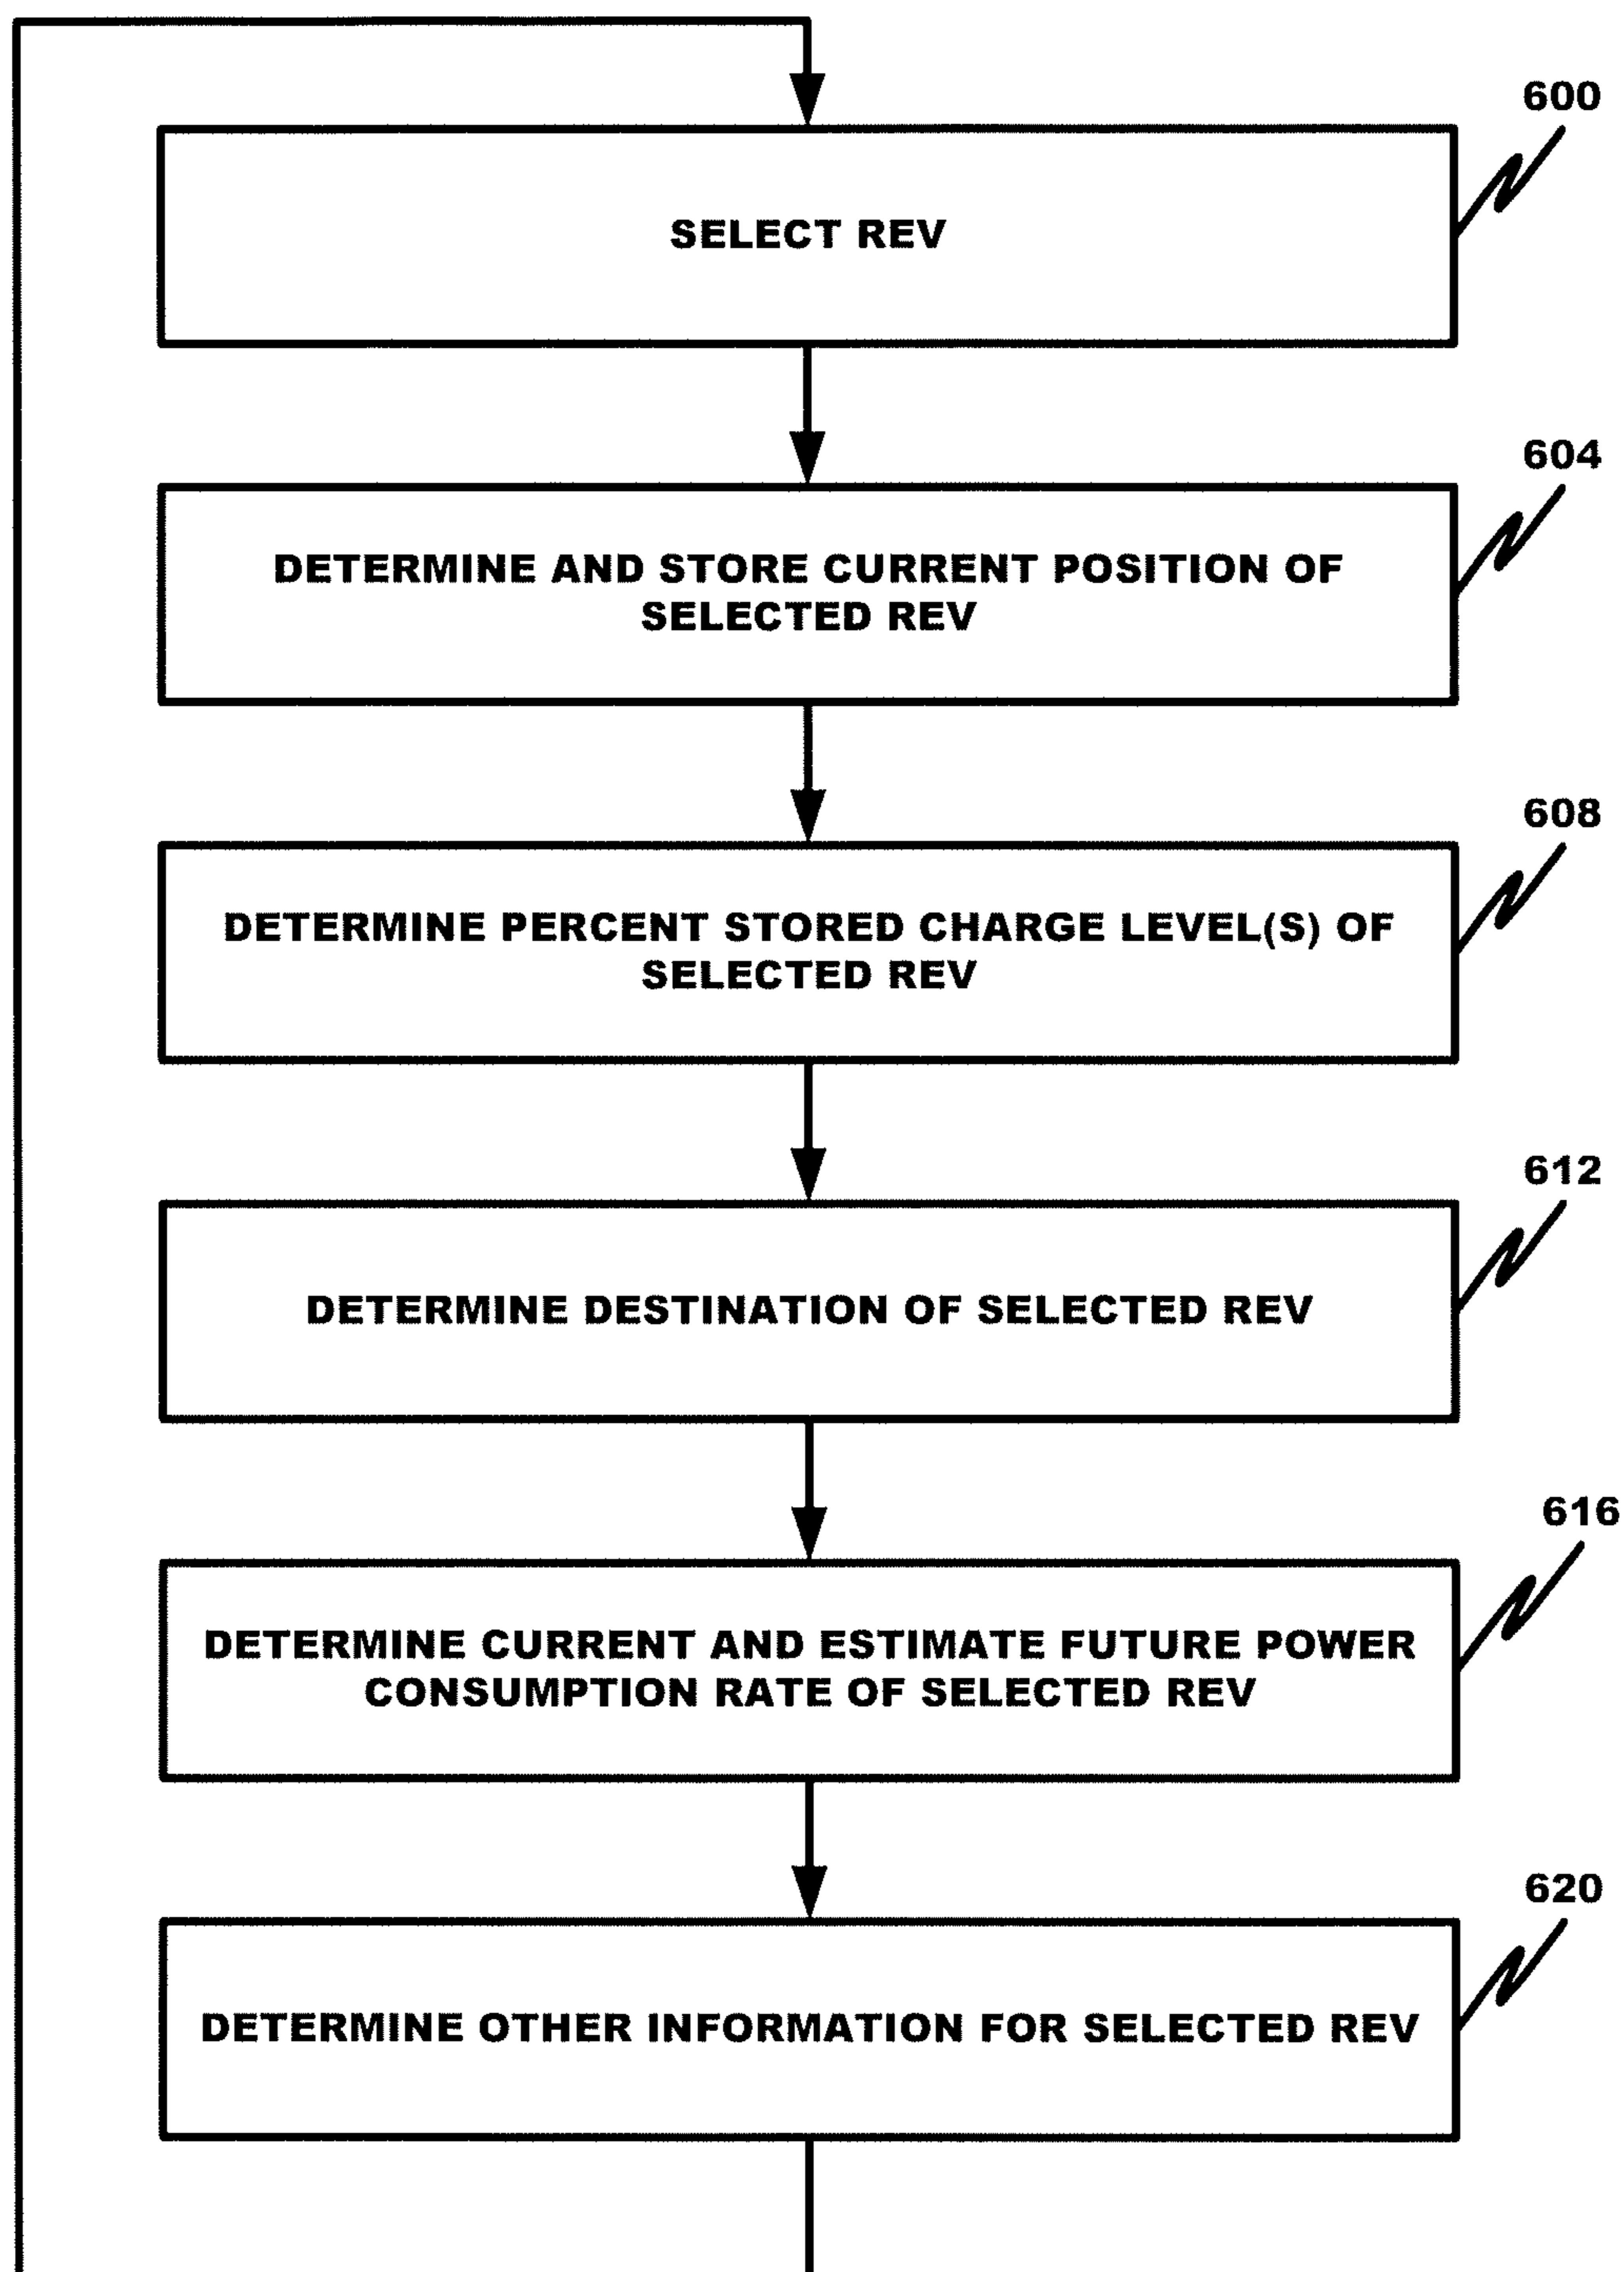 600
SELECT REV
604
DETERMINE AND STORE CURRENT POSITION OF
SELECTED REV
608
DETERMINE PERCENT STORED CHARGE LEVEL(S) OF
SELECTED REV
612
DETERMINE DESTINATION OF SELECTED REV
616
DETERMINE CURRENT AND ESTIMATE FUTURE POWER
CONSUMPTION RATE OF SELECTED REV
620
DETERMINE OTHER INFORMATION FOR SELECTED REV